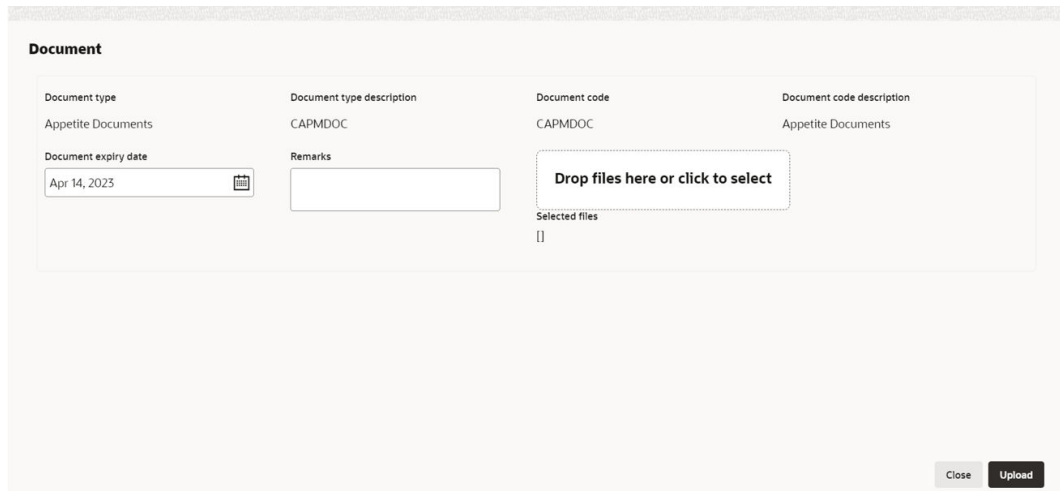 Document
Document type Document type description Document code Document code description
Appetite Documents CAPMDOC CAPMDOC Appetite Documents
Document expiry date Remarks
Apr 14, 2023
Drop files here or click to select
Selected files
[]
Close Upload